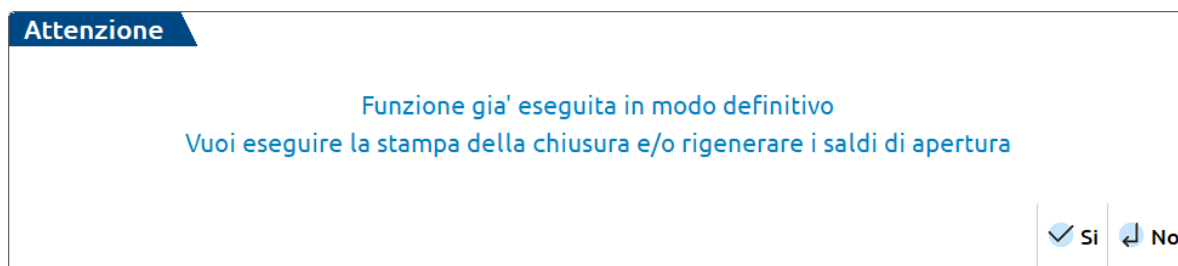 Attenzione
Funzione gia' eseguita in modo definitivo
Vuoi eseguire la stampa della chiusura e/o rigenerare i saldi di apertura
Si No